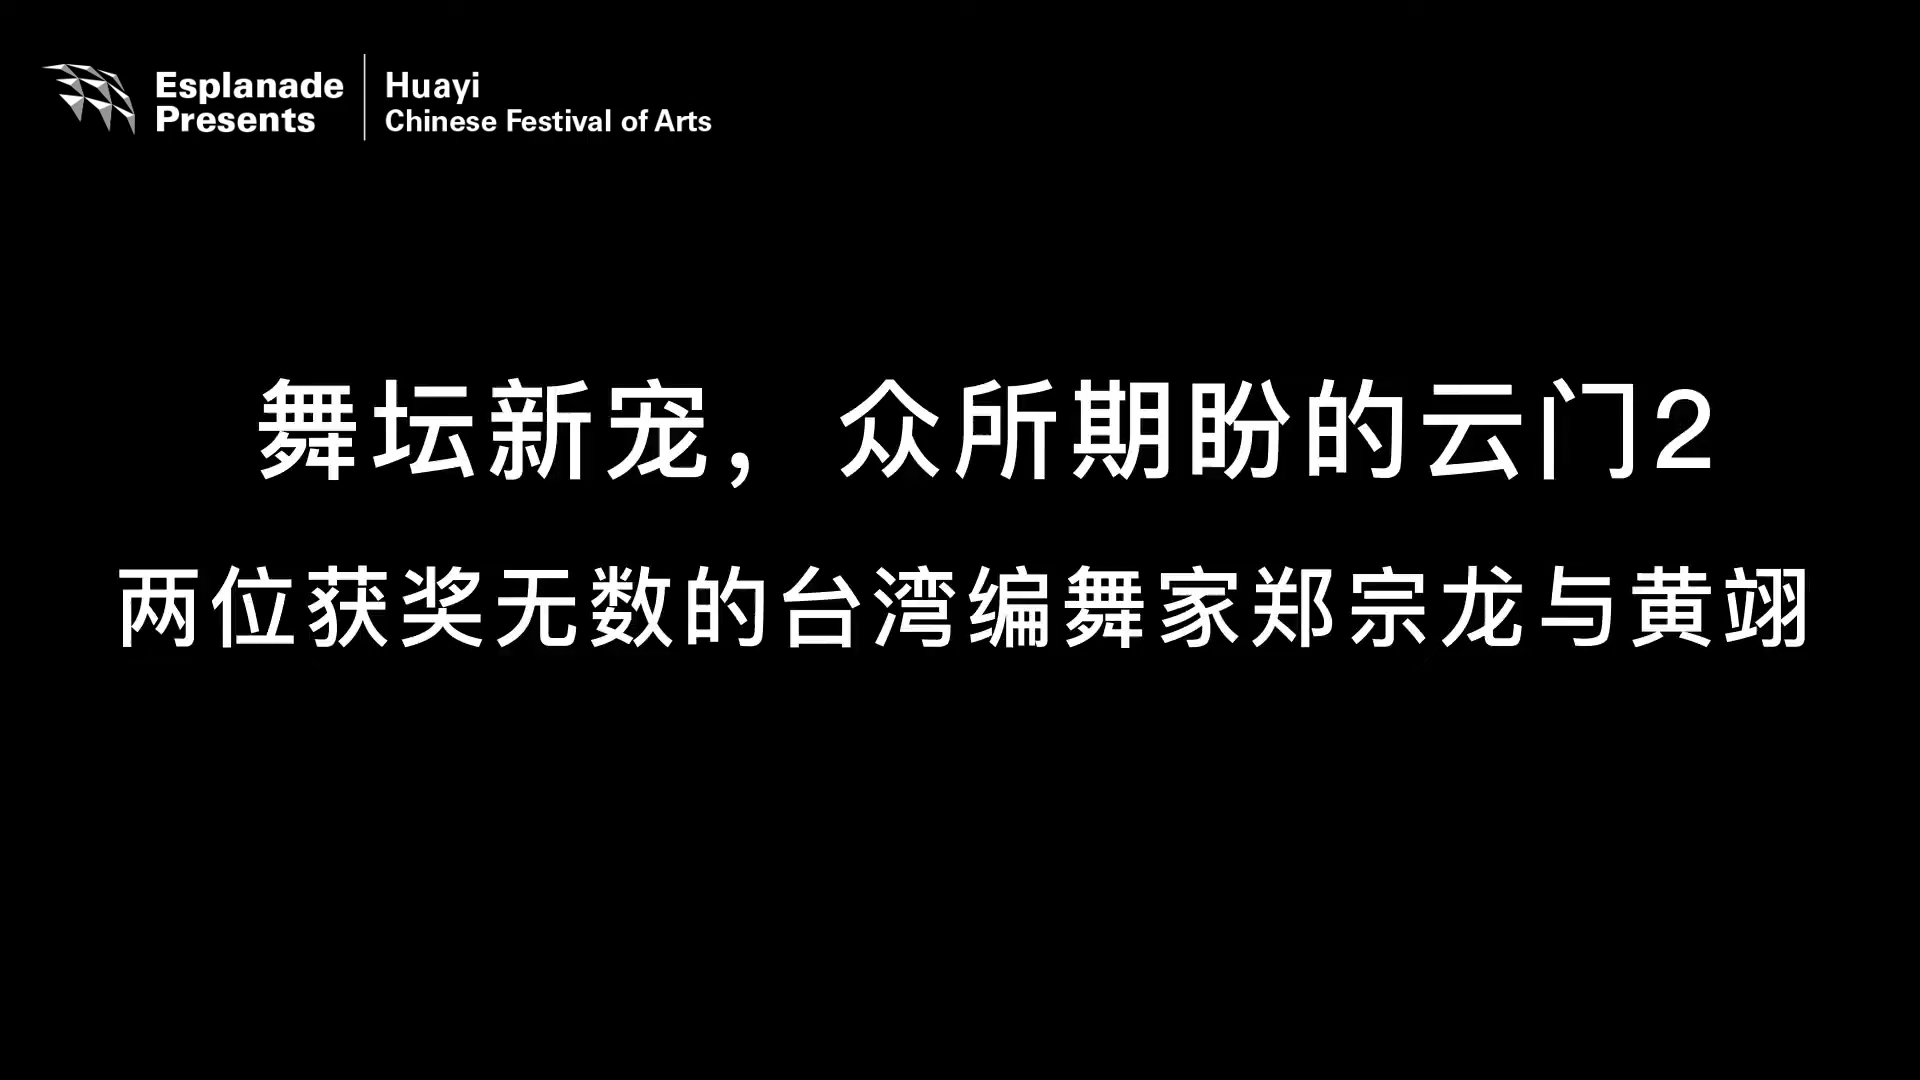 Esplanade
Presents
Huayi
Chinese Festival of Arts
舞坛新宠，众所期盼的云门2
两位获奖无数的台湾编舞家郑宗龙与黄翊